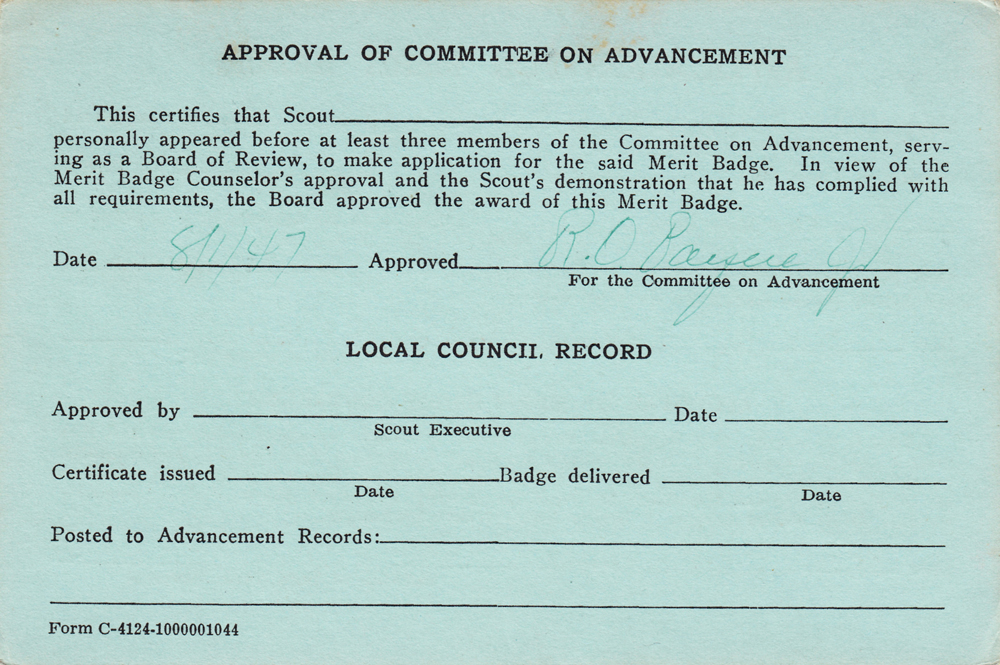 APPROVAL OF COMMITTEE ON ADVANCEMENT
This certifies that Scout
personally appeared before at least three members of the Committee on Advancement, serv-
ing as a Board of Review, to make application for the said Merit Badge. In view of the
Merit Badge Counselor's approval and the Scout's demonstration that he has complied with
all requirements, the Board approved the award of this Merit Badge.
Date 8/1/47 Approved R. O.
For the Committee on Advancement
LOCAL COUNCIL RECORD
Approved by Date
Scout Executive
Certificate issued Badge delivered
Date Date
Posted to Advancement Records:
Form C-4124-1000001044